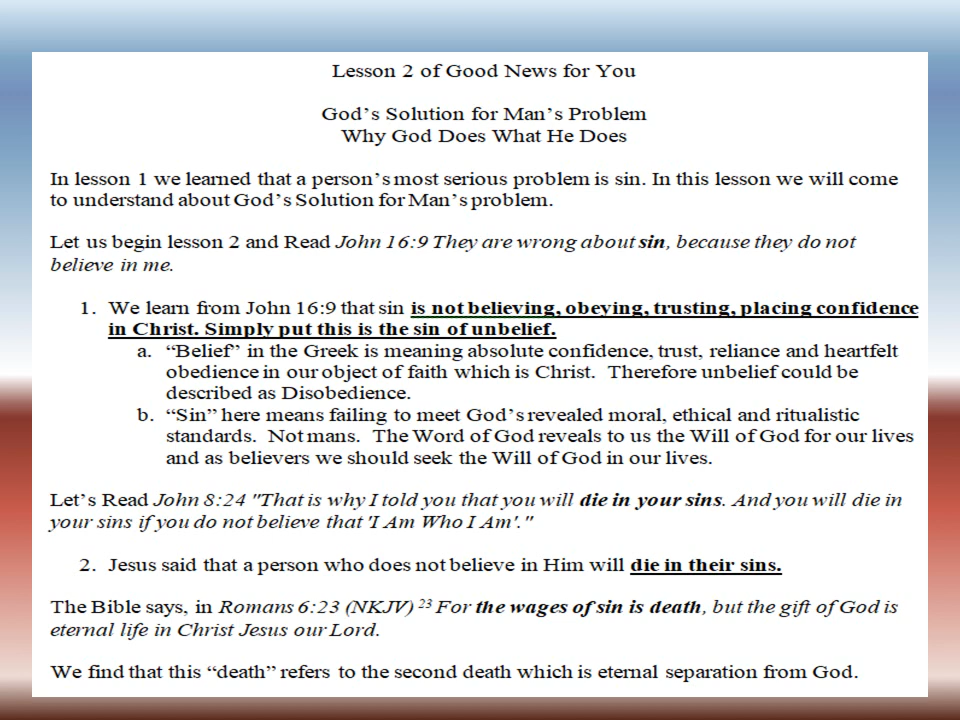 Lesson 2 of Good News for You
God's Solution for Man's Problem
Why God Does What He Does
In lesson 1 we learned that a person's most serious problem is sin. In this lesson we will come
to understand about God's Solution for Man's problem.
Let us begin lesson 2 and Read John 16:9 They are wrong about sin, because they do not
believe in me.
1. We learn from John 16:9 that sin is not believing, obeying, trusting, placing confidence
in Christ. Simply put this is the sin of unbelief.
a. “Belief” in the Greek is meaning absolute confidence, trust, reliance and heartfelt
obedience in our object of faith which is Christ. Therefore unbelief could be
described as Disobedience.
b. “Sin” here means failing to meet God's revealed moral, ethical and ritualistic
standards. Not mans. The Word of God reveals to us the Will of God for our lives
and as believers we should seek the Will of God in our lives.
Let's Read John 8:24 "That is why I told you that you will die in your sins. And you will die in
your sins if you do not believe that 'I Am Who I Am'."
2. Jesus said that a person who does not believe in Him will die in their sins.
The Bible says, in Romans 6:23 (NKJV) 23 For the wages of sin is death, but the gift of God is
eternal life in Christ Jesus our Lord.
We find that this “death” refers to the second death which is eternal separation from God.